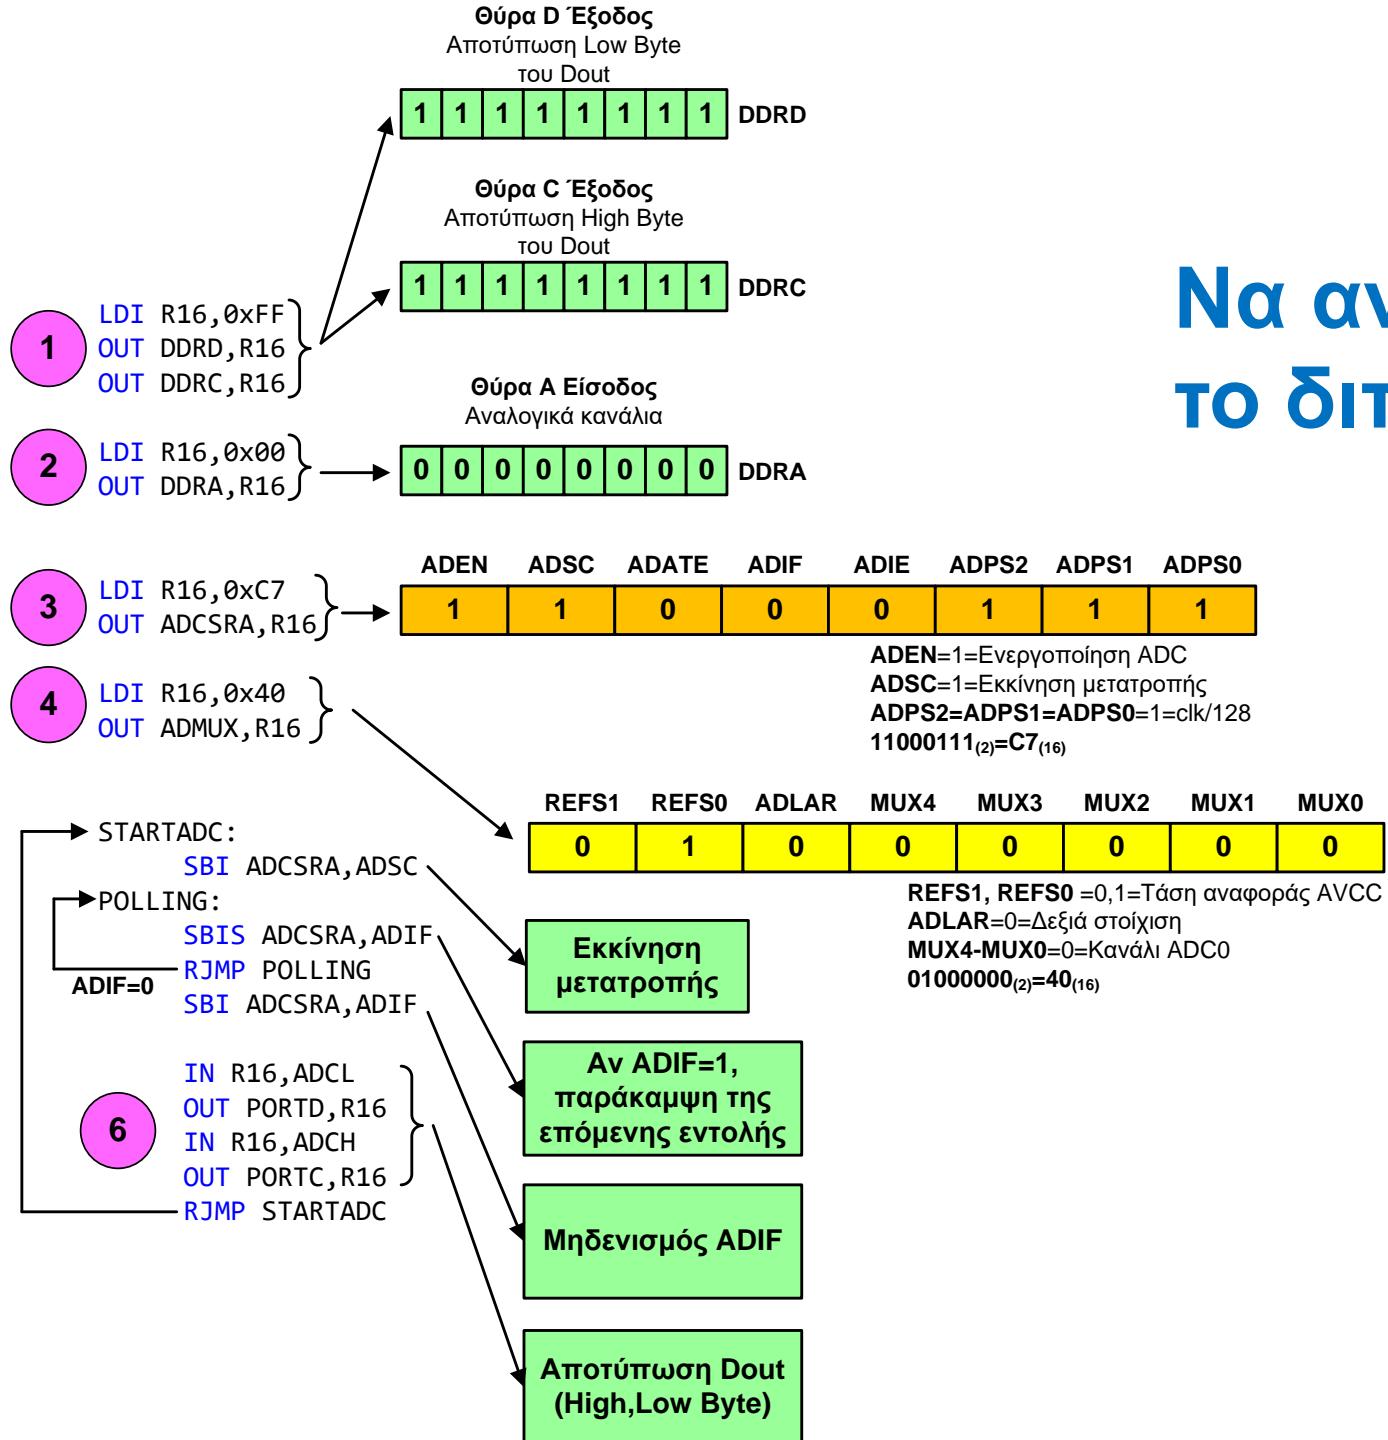 Θύρα D Έξοδος
Αποτύπωση Low Byte
του Dout
1 1 1 1 1 1 1 1 DDRD
Θύρα C Έξοδος
Αποτύπωση High Byte
του Dout
1 1 1 1 1 1 1 1 DDRC
Να αν
το διπ
1
LDI R16,0xFF
OUT DDRD,R16
OUT DDRC,R16
Θύρα Α Είσοδος
Αναλογικά κανάλια
2
LDI R16,0x00
OUT DDRA,R16
0 0 0 0 0 0 0 0 DDRA
ADEN ADSC ADATE ADIF ADIE ADPS2 ADPS1 ADPS0
1 1 0 0 0 1 1 1
3
LDI R16,0xC7
OUT ADCSRA,R16
ADEN=1=Ενεργοποίηση ADC
ADSC=1=Εκκίνηση μετατροπής
ADPS2=ADPS1=ADPS0=1=clk/128
11000111(2)=C7(16)
4
LDI R16,0x40
OUT ADMUX,R16
REFS1 REFS0 ADLAR MUX4 MUX3 MUX2 MUX1 MUX0
0 1 0 0 0 0 0 0
REFS1, REFS0 =0,1=Τάση αναφοράς AVCC
ADLAR=0=Δεξιά στοίχιση
MUX4-MUX0=0=Κανάλι ADC0
01000000(2)=40(16)
STARTADC:
SBI ADCSRA,ADSC
POLLING:
SBIS ADCSRA,ADIF
RJMP POLLING
ADIF=0
SBI ADCSRA,ADIF
6
IN R16,ADCL
OUT PORTD,R16
IN R16,ADCH
OUT PORTC,R16
RJMP STARTADC
Εκκίνηση
μετατροπής
Αν ADIF=1,
παράκαμψη της
επόμενης εντολής
Μηδενισμός ADIF
Αποτύπωση Dout
(High,Low Byte)